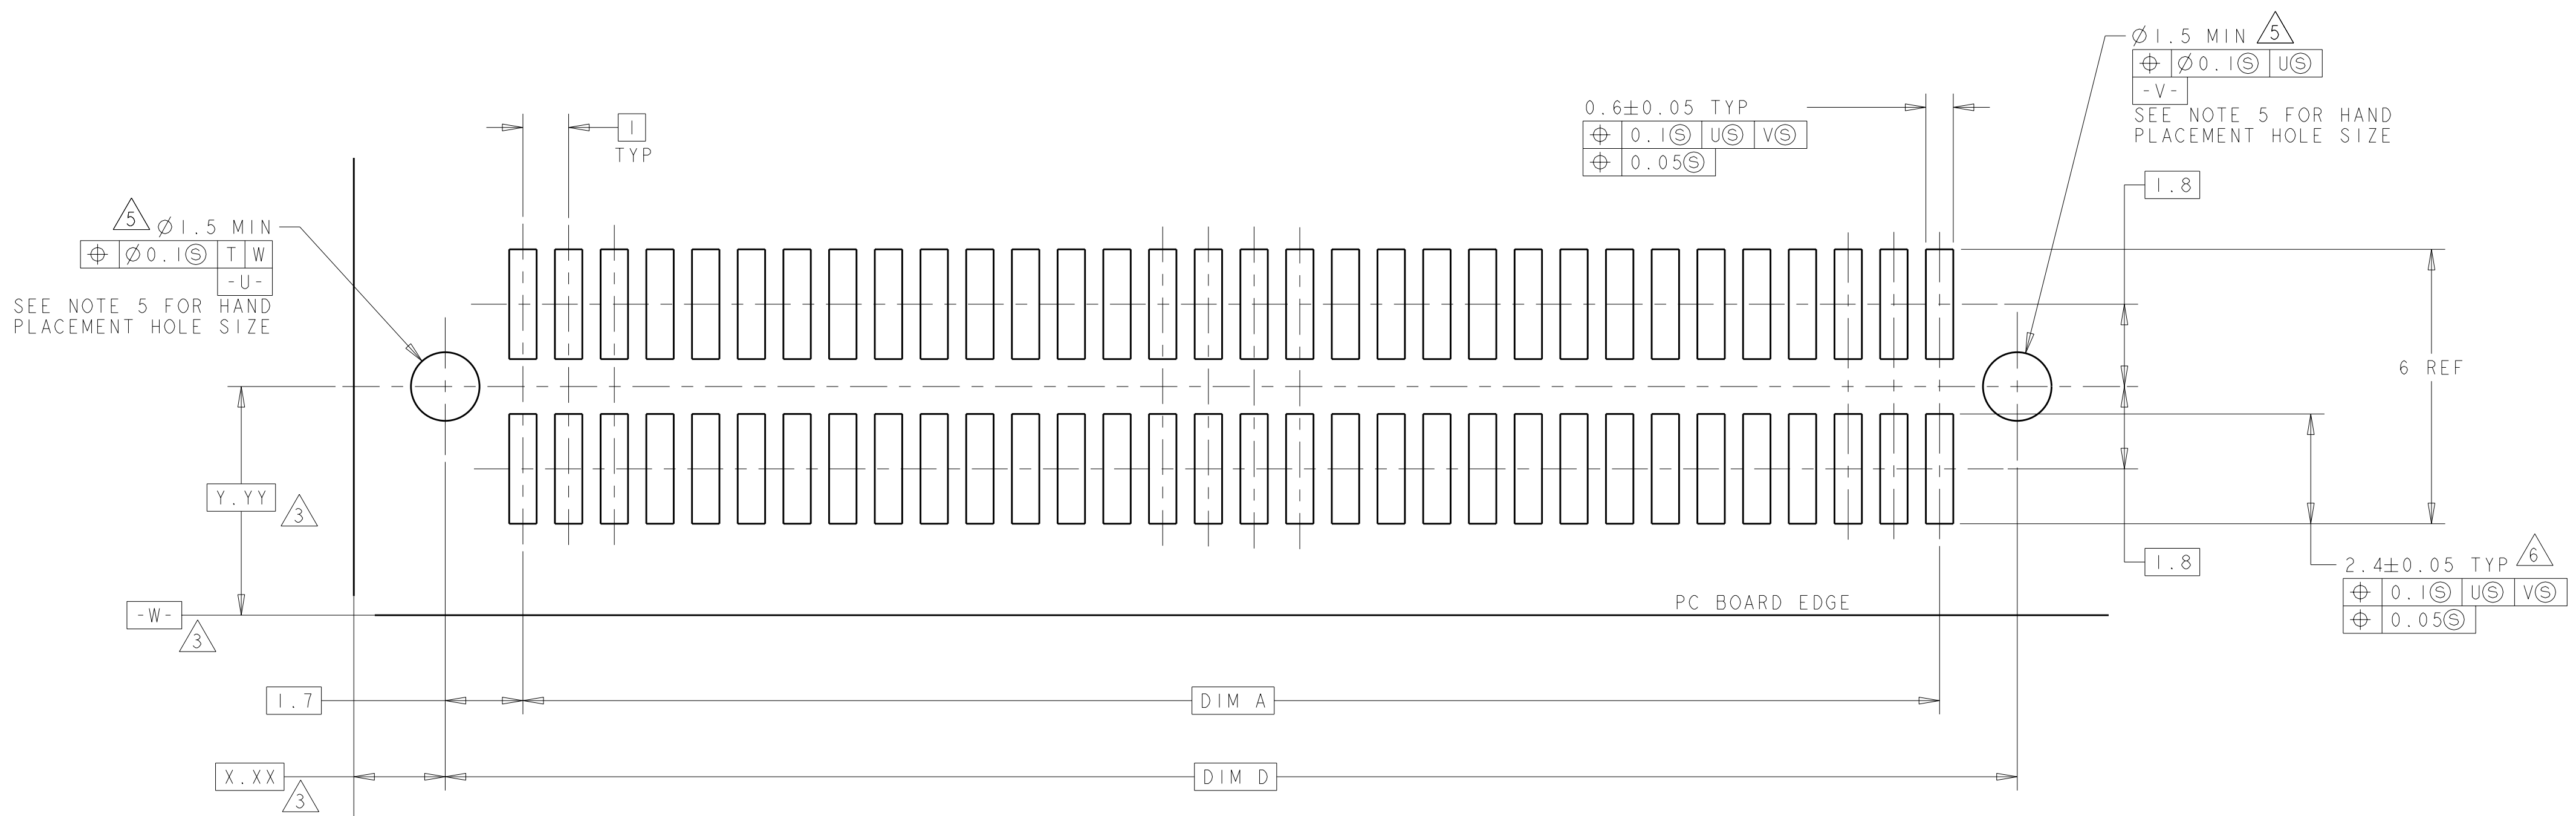 Ø1.5 MIN 5
⌖ Ø0.1Ⓢ UⓈ
-V-
SEE NOTE 5 FOR HAND
PLACEMENT HOLE SIZE
0.6±0.05 TYP
⌖ 0.1Ⓢ UⓈ VⓈ
⌖ 0.05Ⓢ
1
TYP
1.8
5 Ø1.5 MIN
⌖ Ø0.1Ⓢ T W
-U-
SEE NOTE 5 FOR HAND
PLACEMENT HOLE SIZE
6 REF
Y.YY 3
1.8
2.4±0.05 TYP 6
⌖ 0.1Ⓢ UⓈ VⓈ
⌖ 0.05Ⓢ
-W- 3
PC BOARD EDGE
1.7
DIM A
X.XX 3
DIM D